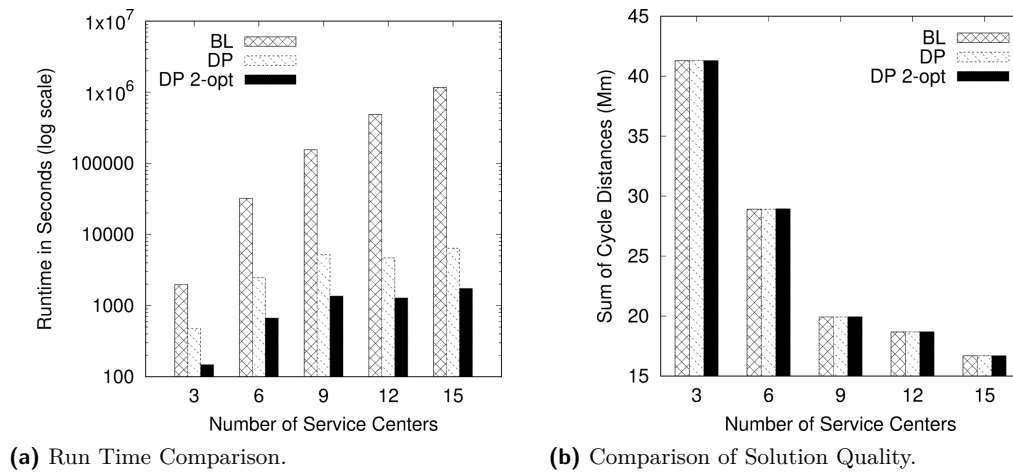 1x10^7
1x10^6
100000
10000
1000
100
Runtime in Seconds (log scale)
BL
DP
DP 2-opt
3 6 9 12 15
Number of Service Centers
(a) Run Time Comparison.
45
40
35
30
25
20
15
Sum of Cycle Distances (Mm)
BL
DP
DP 2-opt
3 6 9 12 15
Number of Service Centers
(b) Comparison of Solution Quality.